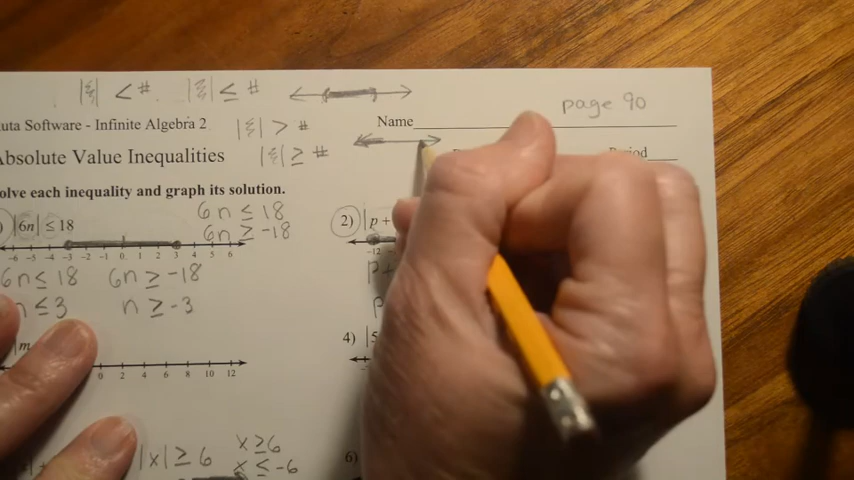 < #   ≤ #
page 90
uta Software - Infinite Algebra 2
> #
Name
Absolute Value Inequalities
≥ #
Period
olve each inequality and graph its solution.
|6n| ≤ 18
6n ≤ 18
6n ≥ -18
2) |p +
-6 -5 -4 -3 -2 -1 0 1 2 3 4 5 6
-12
6n ≤ 18   6n ≥ -18
n ≤ 3   n ≥ -3
p +
p
|m
4) |5
0 2 4 6 8 10 12
|x| ≥ 6
x ≥ 6
x ≤ -6
6)